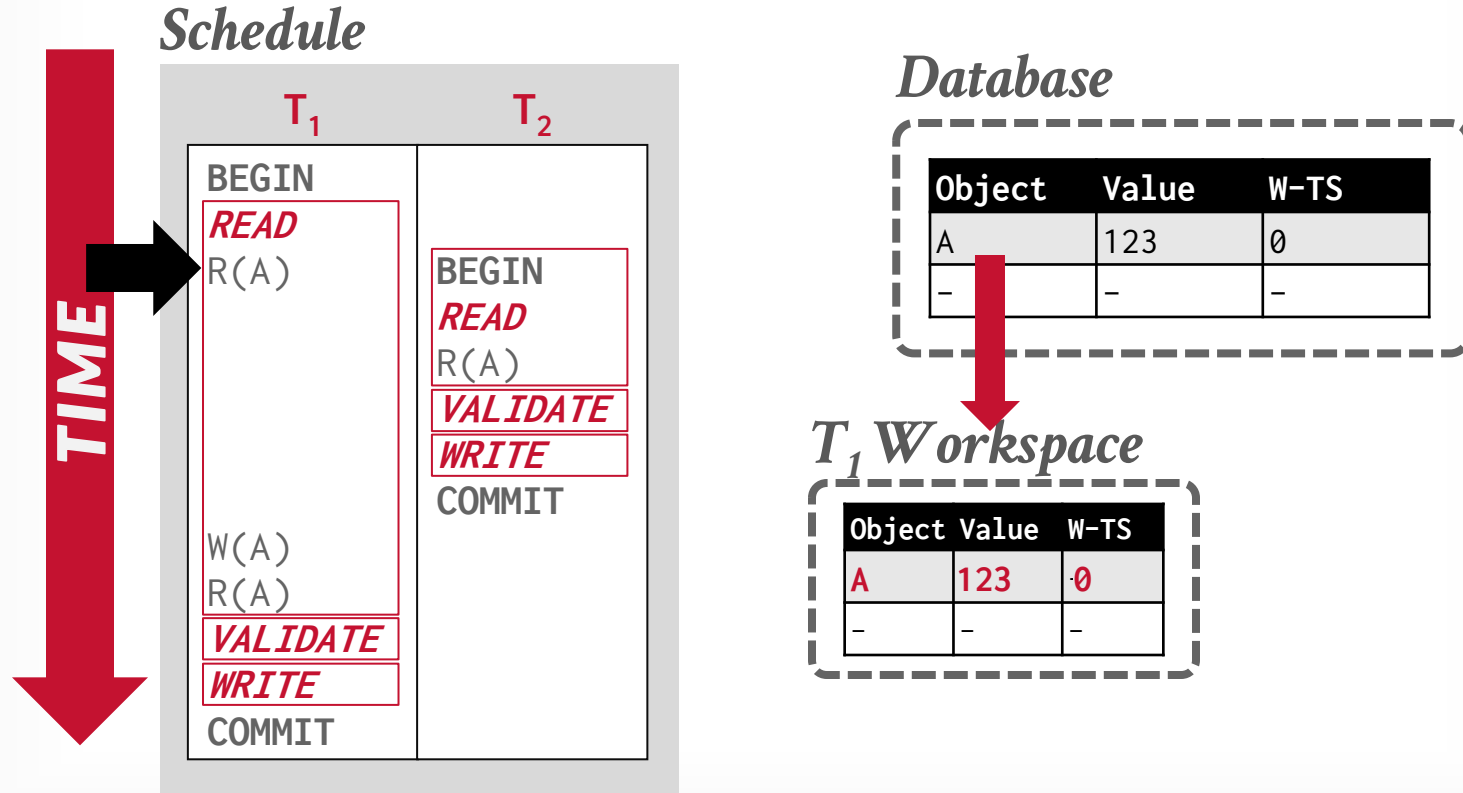 Schedule
TIME
T1 T2
BEGIN
READ
R(A) BEGIN
READ
R(A)
VALIDATE
WRITE
COMMIT
W(A)
R(A)
VALIDATE
WRITE
COMMIT
Database
Object Value W-TS
A 123 0
- - -
T1 Workspace
Object Value W-TS
A 123 0
- - -